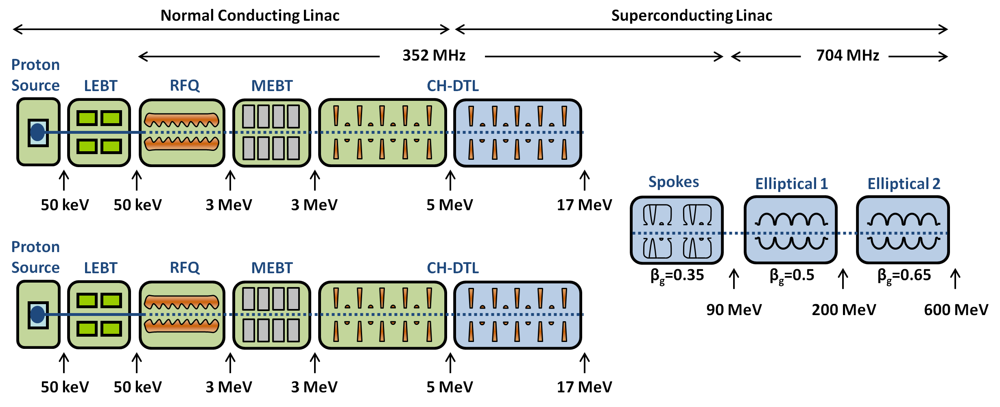 Normal Conducting Linac
Superconducting Linac
352 MHz
704 MHz
Proton
Source
LEBT
RFQ
MEBT
CH-DTL
50 keV
50 keV
3 MeV
3 MeV
5 MeV
17 MeV
Spokes
Elliptical 1
Elliptical 2
βg=0.35
βg=0.5
βg=0.65
90 MeV
200 MeV
600 MeV
Proton
Source
LEBT
RFQ
MEBT
CH-DTL
50 keV
50 keV
3 MeV
3 MeV
5 MeV
17 MeV